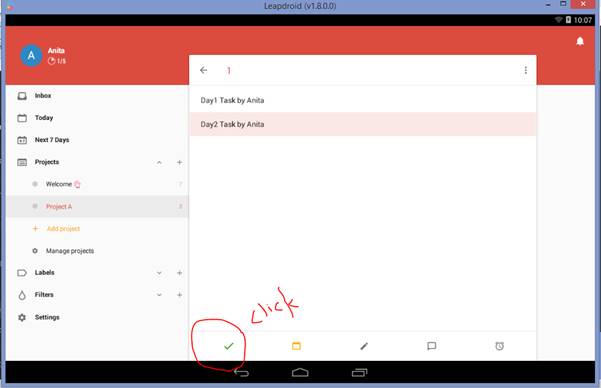 Leapdroid (v1.8.0.0)
10:07
A
Anita
1/5
1
Inbox
Day1 Task by Anita
Today
Day2 Task by Anita
Next 7 Days
Projects
Welcome
7
Project A
Add project
Manage projects
Labels
Filters
Settings
click